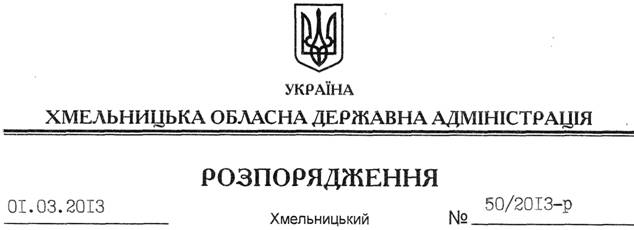 УКРАЇНА
ХМЕЛЬНИЦЬКА ОБЛАСНА ДЕРЖАВНА АДМІНІСТРАЦІЯ
РОЗПОРЯДЖЕННЯ
01.03.2013 Хмельницький № 50/2013-р